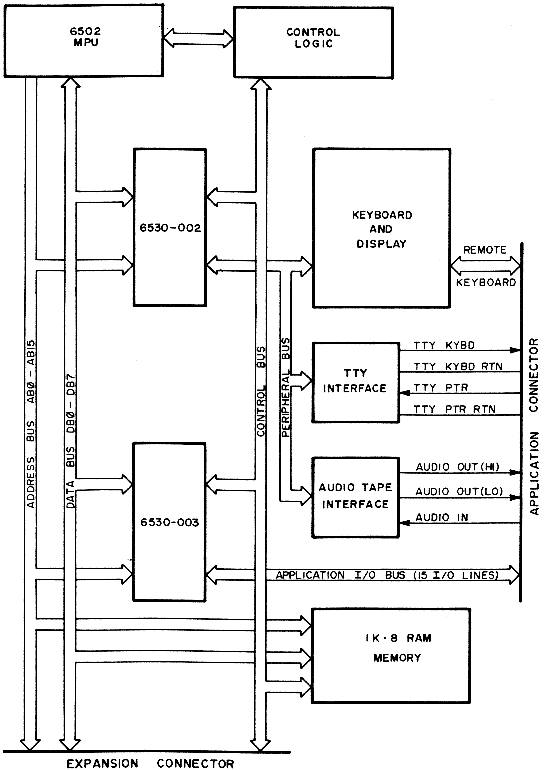 6502
MPU
CONTROL
LOGIC
6530-002
KEYBOARD
AND
DISPLAY
REMOTE
KEYBOARD
ADDRESS BUS AB0-AB15
DATA BUS DB0-DB7
CONTROL BUS
PERIPHERAL BUS
TTY
INTERFACE
TTY KYBD
TTY KYBD RTN
TTY PTR
TTY PTR RTN
APPLICATION CONNECTOR
6530-003
AUDIO TAPE
INTERFACE
AUDIO OUT(HI)
AUDIO OUT(LO)
AUDIO IN
APPLICATION I/O BUS (15 I/O LINES)
1K·8 RAM
MEMORY
EXPANSION CONNECTOR